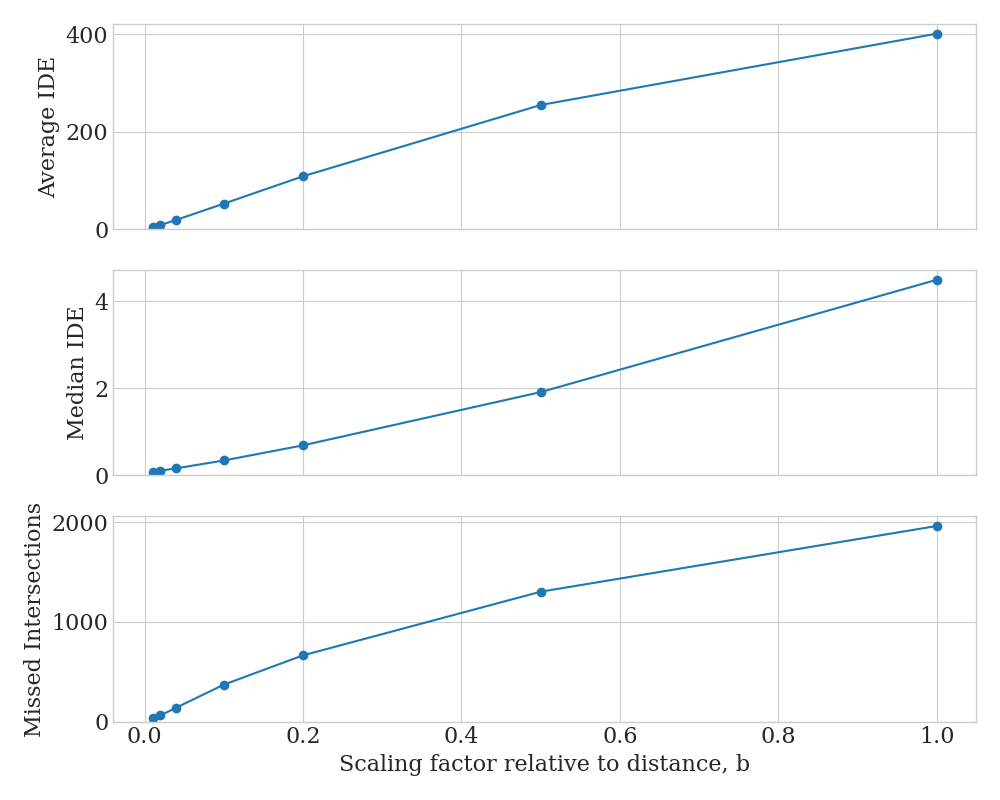 Average IDE
400
200
0
Median IDE
4
2
0
Missed Intersections
2000
1000
0
0.0 0.2 0.4 0.6 0.8 1.0
Scaling factor relative to distance, b